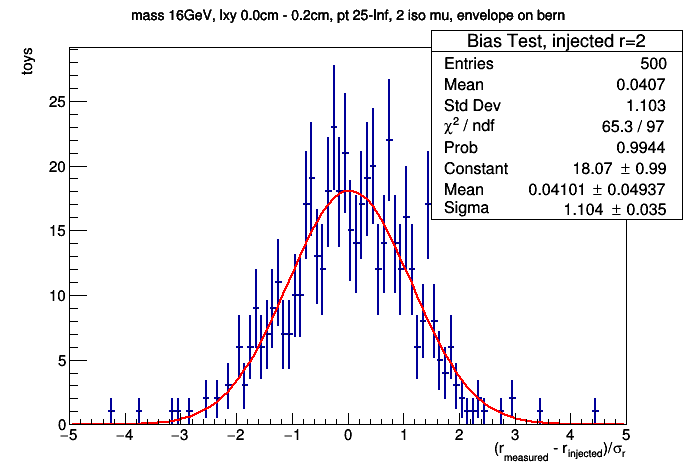 mass 16GeV, lxy 0.0cm - 0.2cm, pt 25-Inf, 2 iso mu, envelope on bern
toys
Bias Test, injected r=2
Entries 500
Mean 0.0407
Std Dev 1.103
χ² / ndf 65.3 / 97
Prob 0.9944
Constant 18.07 ± 0.99
Mean 0.04101 ± 0.04937
Sigma 1.104 ± 0.035
25
20
15
10
5
0
−5 −4 −3 −2 −1 0 1 2 3 4 5
(r_measured - r_injected)/σ_r